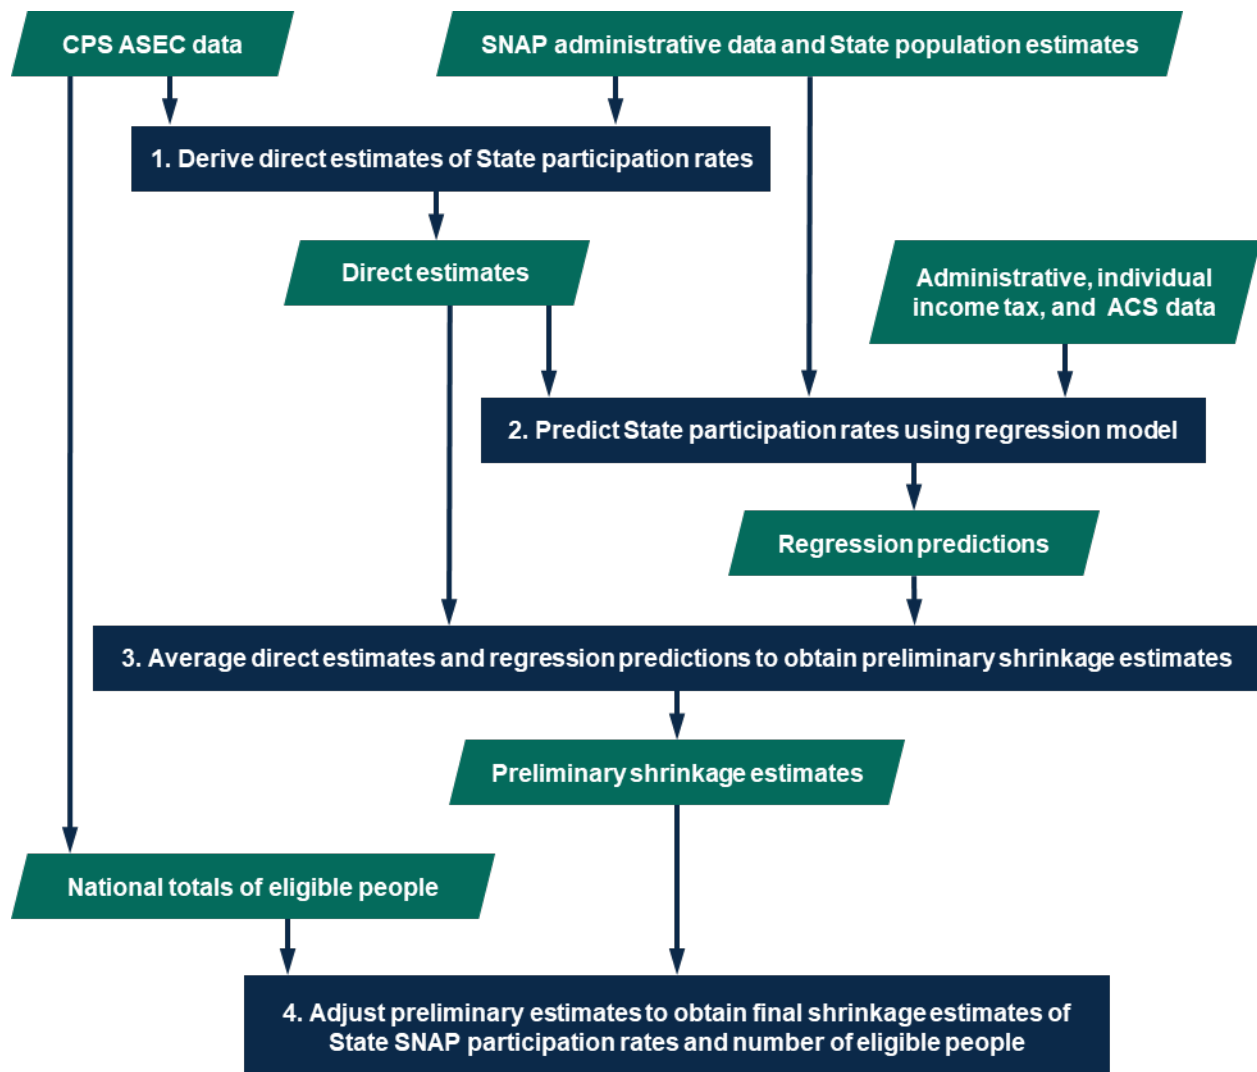 CPS ASEC data
SNAP administrative data and State population estimates
1. Derive direct estimates of State participation rates
Direct estimates
Administrative, individual
income tax, and ACS data
2. Predict State participation rates using regression model
Regression predictions
3. Average direct estimates and regression predictions to obtain preliminary shrinkage estimates
Preliminary shrinkage estimates
National totals of eligible people
4. Adjust preliminary estimates to obtain final shrinkage estimates of
State SNAP participation rates and number of eligible people